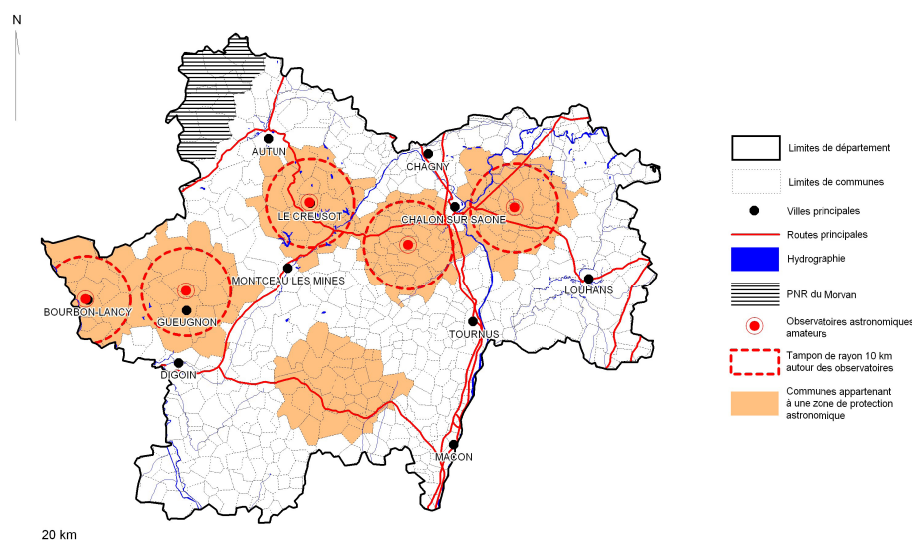 N
AUTUN
CHAGNY
LE CREUSOT
CHALON SUR SAONE
MONTCEAU LES MINES
BOURBON-LANCY
GUEUGNON
LOUHANS
TOURNUS
DIGOIN
MACON
20 km
Limites de département
Limites de communes
Villes principales
Routes principales
Hydrographie
PNR du Morvan
Observatoires astronomiques
amateurs
Tampon de rayon 10 km
autour des observatoires
Communes appartenant
à une zone de protection
astronomique